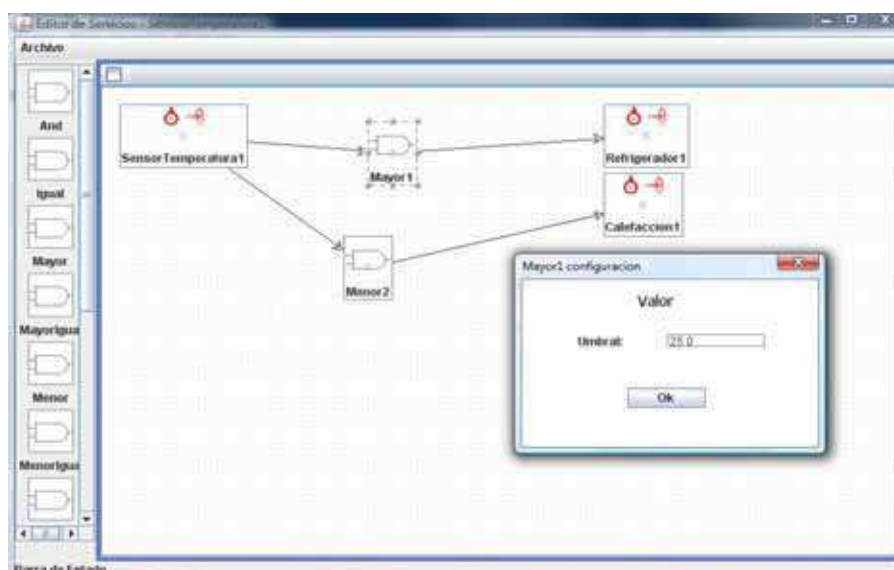 Editor de Servicios -
Archivo
And
Igual
Mayor
MayorIgua
Menor
MenorIgua
SensorTemperatura1
Mayor1
Refrigerador1
Calefaccion1
Menor2
Mayor1 configuracion
Valor
Umbral:
25.0
Ok
Barra de Estado